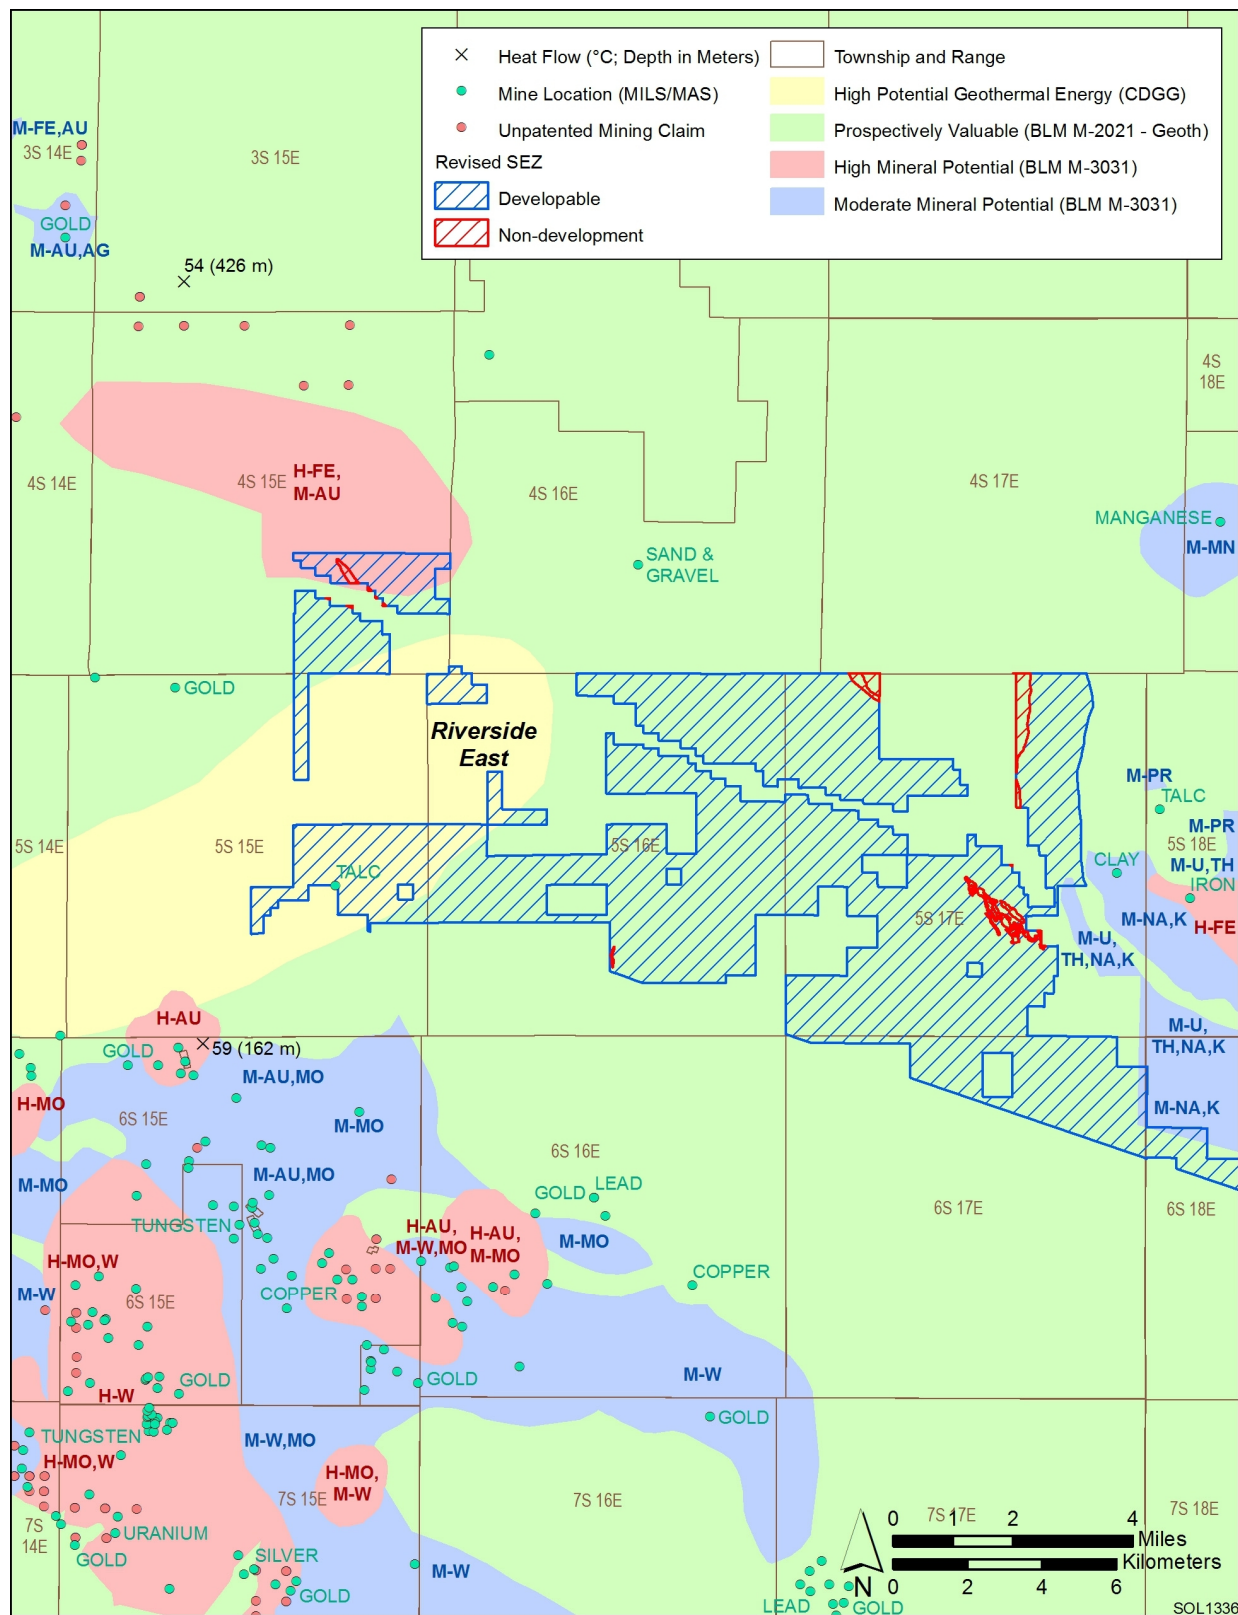 Heat Flow (°C; Depth in Meters)
Mine Location (MILS/MAS)
Unpatented Mining Claim
Revised SEZ
Developable
Non-development
Township and Range
High Potential Geothermal Energy (CDGG)
Prospectively Valuable (BLM M-2021 - Geoth)
High Mineral Potential (BLM M-3031)
Moderate Mineral Potential (BLM M-3031)
M-FE,AU
3S 14E
3S 15E
GOLD
M-AU,AG
54 (426 m)
4S
18E
4S 14E
4S 15E
H-FE,
M-AU
4S 16E
4S 17E
MANGANESE
M-MN
SAND &
GRAVEL
GOLD
Riverside
East
M-PR
TALC
M-PR
5S 14E
5S 15E
5S 16E
5S 18E
CLAY
M-U,TH
TALC
IRON
5S 17E
M-NA,K
H-FE
M-U,
TH,NA,K
H-AU
M-U,
TH,NA,K
GOLD
59 (162 m)
M-AU,MO
H-MO
M-NA,K
6S 15E
M-MO
6S 16E
M-MO
M-AU,MO
LEAD
GOLD
6S 17E
6S 18E
TUNGSTEN
H-AU,
M-W,MO
H-AU,
M-MO
M-MO
H-MO,W
COPPER
M-W
COPPER
6S 15E
M-W
GOLD
GOLD
H-W
GOLD
TUNGSTEN
M-W,MO
H-MO,W
H-MO,
M-W
7S 15E
7S 16E
7S 17E
7S 18E
7S
14E
URANIUM
GOLD
SILVER
M-W
GOLD
LEAD
GOLD
0 1 2 4
Miles
Kilometers
0 2 4 6
N
SOL1336